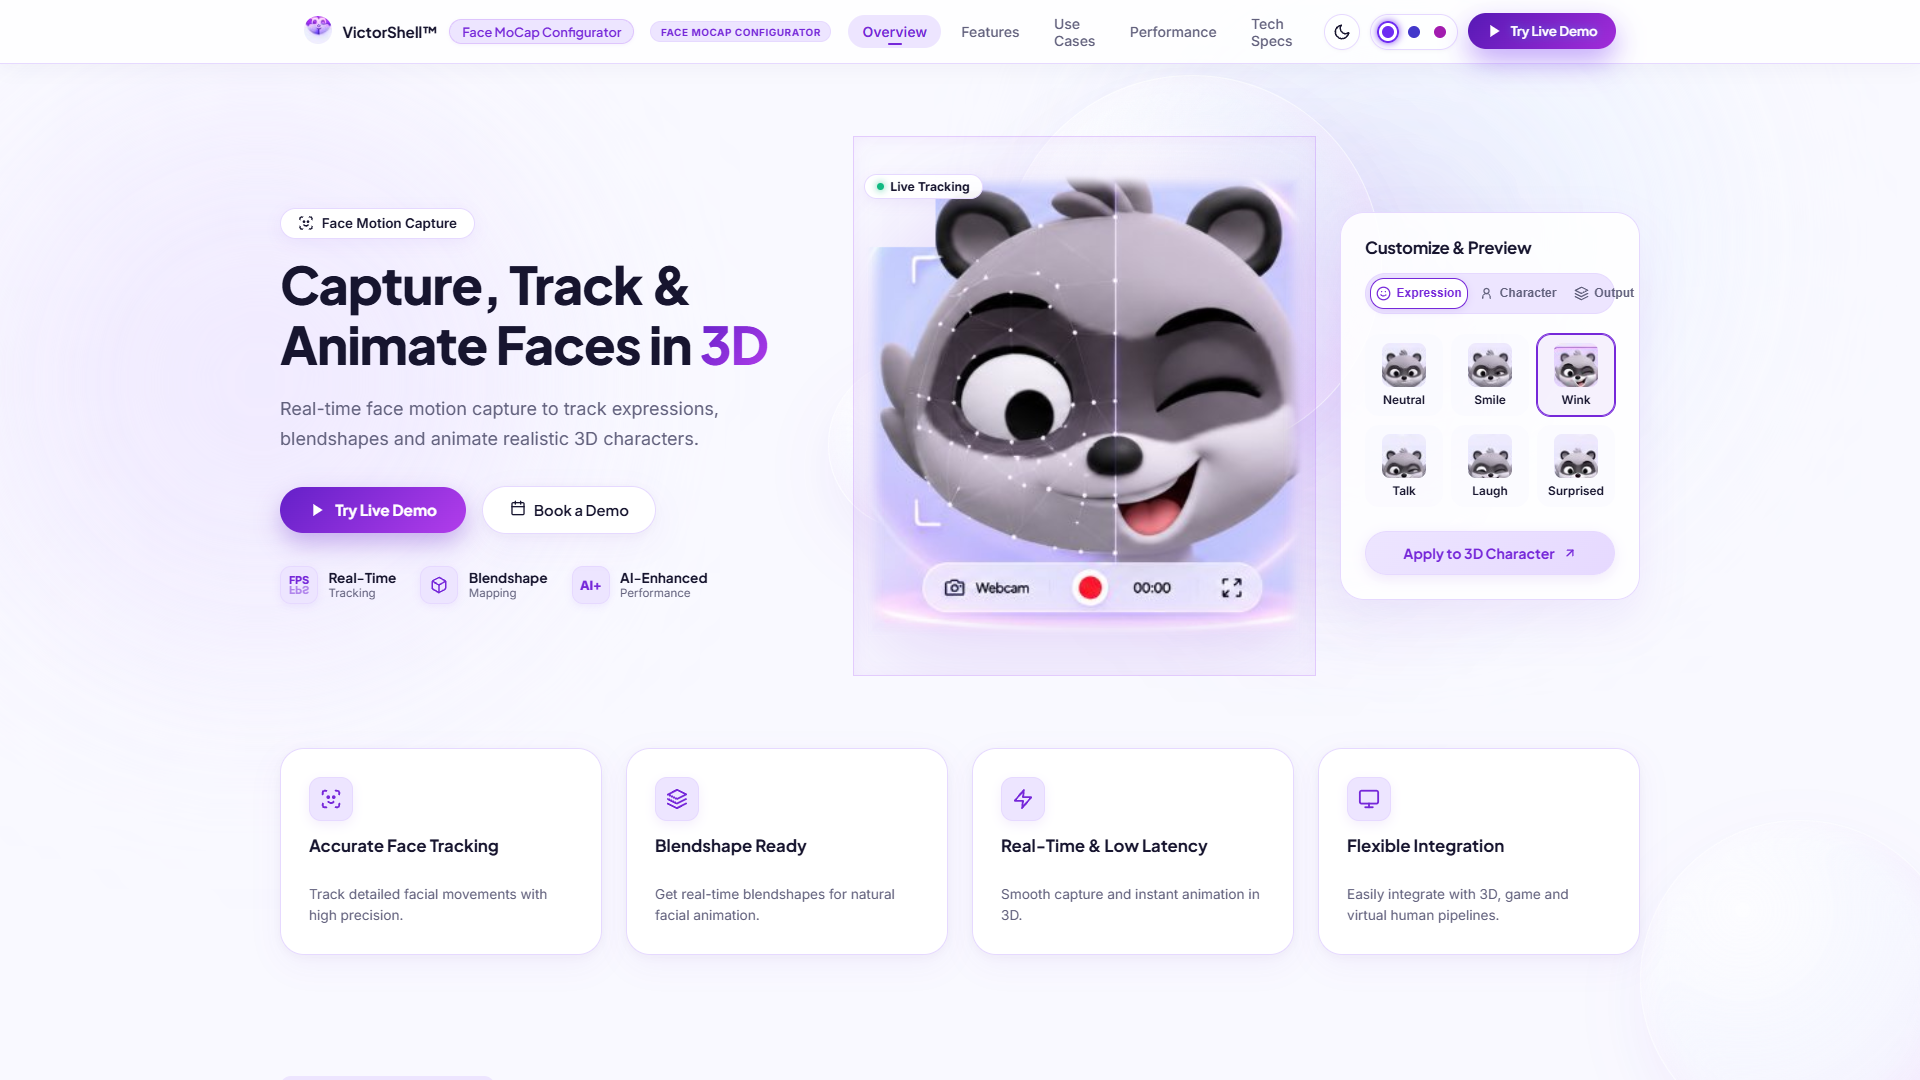 VictorShell™
Face MoCap Configurator
FACE MOCAP CONFIGURATOR
Overview
Features
Use
Cases
Performance
Tech
Specs
Try Live Demo
Face Motion Capture
Capture, Track &
Animate Faces in 3D
Real-time face motion capture to track expressions,
blendshapes and animate realistic 3D characters.
Try Live Demo
Book a Demo
FPS
Real-Time
Tracking
Blendshape
Mapping
AI+
AI-Enhanced
Performance
Live Tracking
Webcam
00:00
Customize & Preview
Expression
Character
Output
Neutral
Smile
Wink
Talk
Laugh
Surprised
Apply to 3D Character
Accurate Face Tracking
Track detailed facial movements with
high precision.
Blendshape Ready
Get real-time blendshapes for natural
facial animation.
Real-Time & Low Latency
Smooth capture and instant animation in
3D.
Flexible Integration
Easily integrate with 3D, game and
virtual human pipelines.